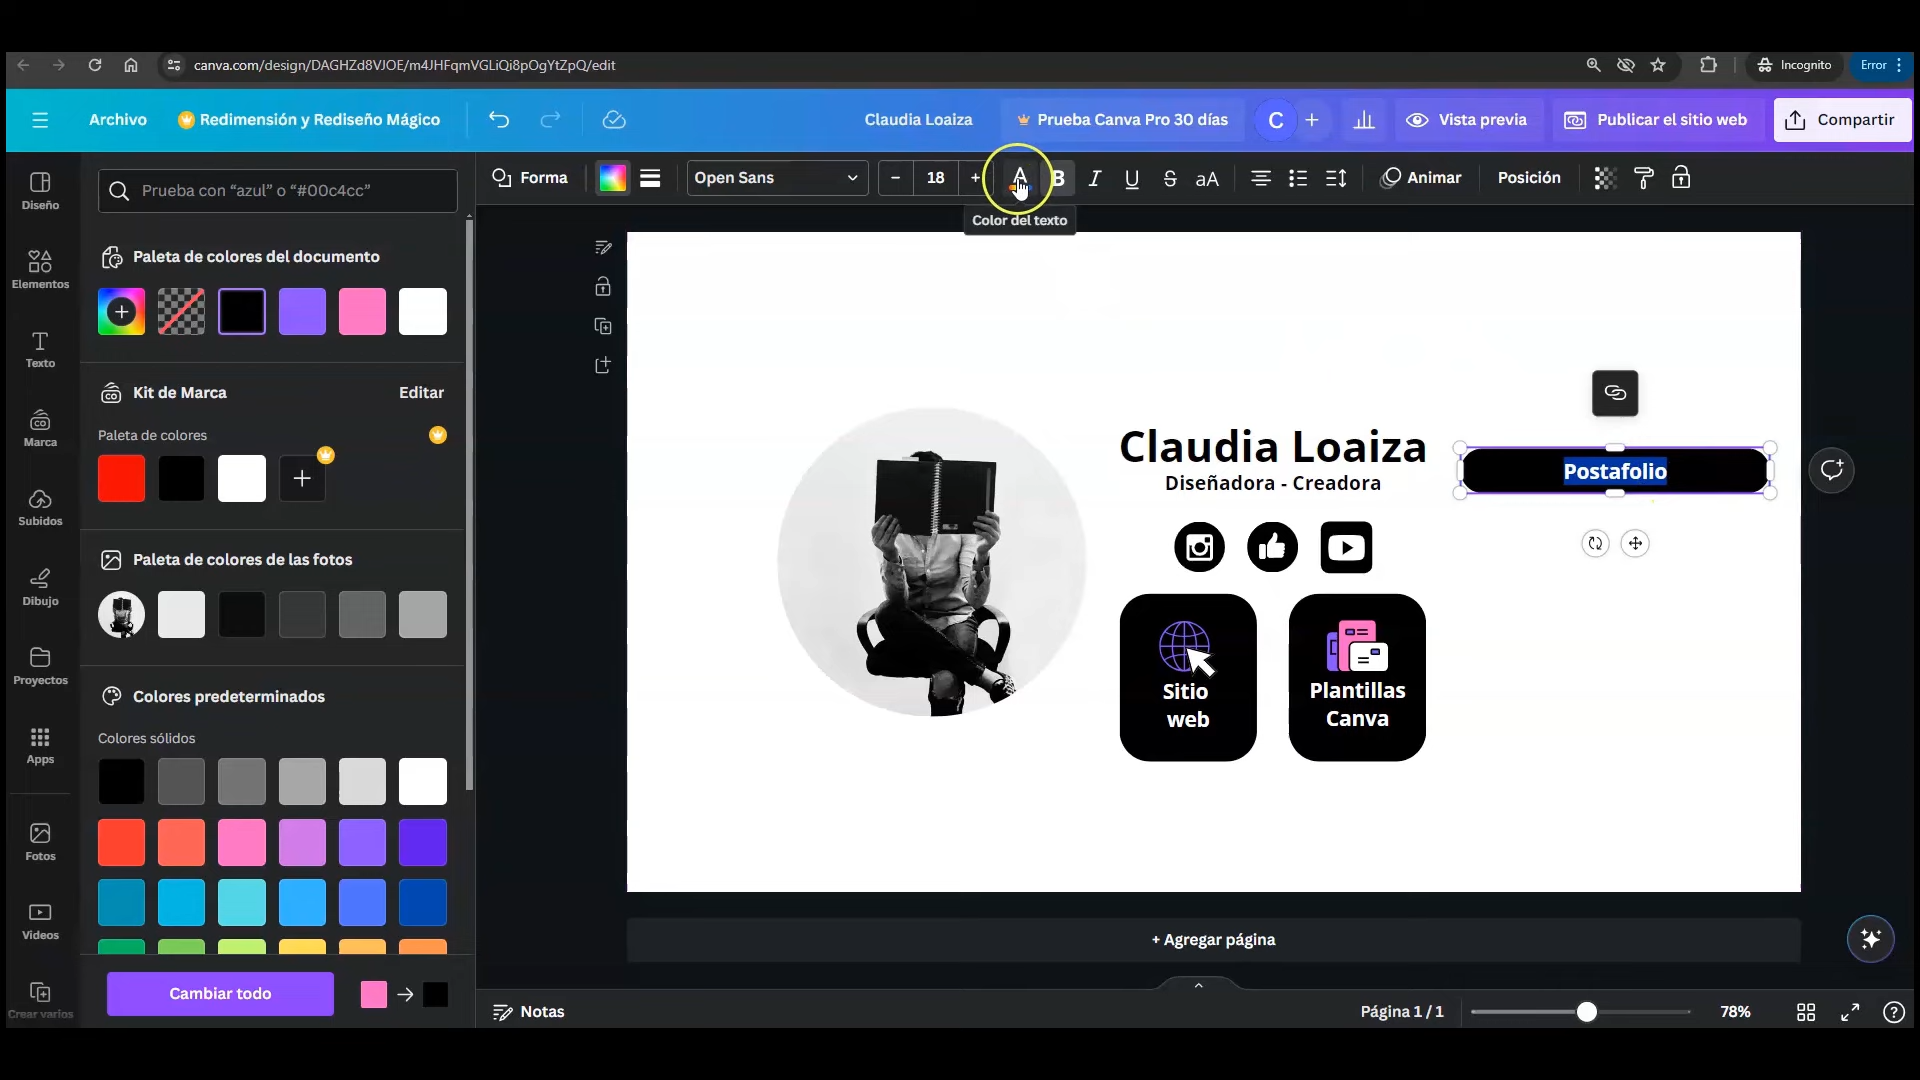 canva.com/design/DAGHZd8VJOE/m4JHFqmVGLiQi8pOgYtZpQ/edit
Incognito
Error
Archivo
Redimensión y Rediseño Mágico
Claudia Loaiza
Prueba Canva Pro 30 días
C
+
Vista previa
Publicar el sitio web
Compartir
Forma
Open Sans
− 18 +
A
B
I
U
S
aA
Animar
Posición
Color del texto
Diseño
Elementos
Texto
Marca
Subidos
Dibujo
Proyectos
Apps
Fotos
Videos
Crear varios
Prueba con “azul” o “#00c4cc”
Paleta de colores del documento
Kit de Marca
Editar
Paleta de colores
Paleta de colores de las fotos
Colores predeterminados
Colores sólidos
Cambiar todo
Claudia Loaiza
Diseñadora - Creadora
Sitio
web
Plantillas
Canva
Postafolio
+ Agregar página
Notas
Página 1 / 1
78%